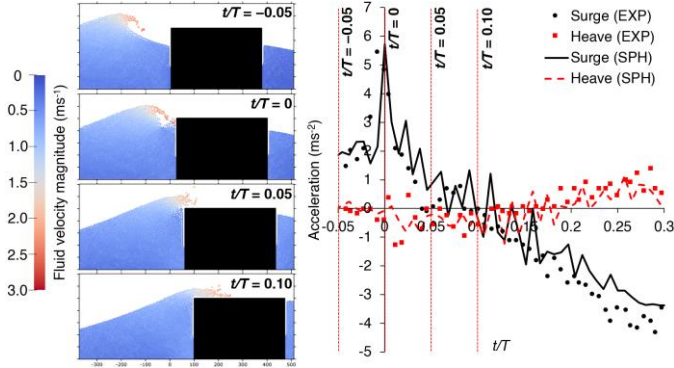 t/T = −0.05
t/T = 0
t/T = 0.05
t/T = 0.10
Fluid velocity magnitude (ms-1)
0
0.5
1.0
1.5
2.0
2.5
3.0
-300
-200
-100
0
100
200
300
400
500
Acceleration (ms-2)
7
6
5
4
3
2
1
0
-1
-2
-3
-4
-5
-0.05
0
0.05
0.1
0.15
0.2
0.25
0.3
t/T
t/T = −0.05
t/T = 0
t/T = 0.05
t/T = 0.10
Surge (EXP)
Heave (EXP)
Surge (SPH)
Heave (SPH)